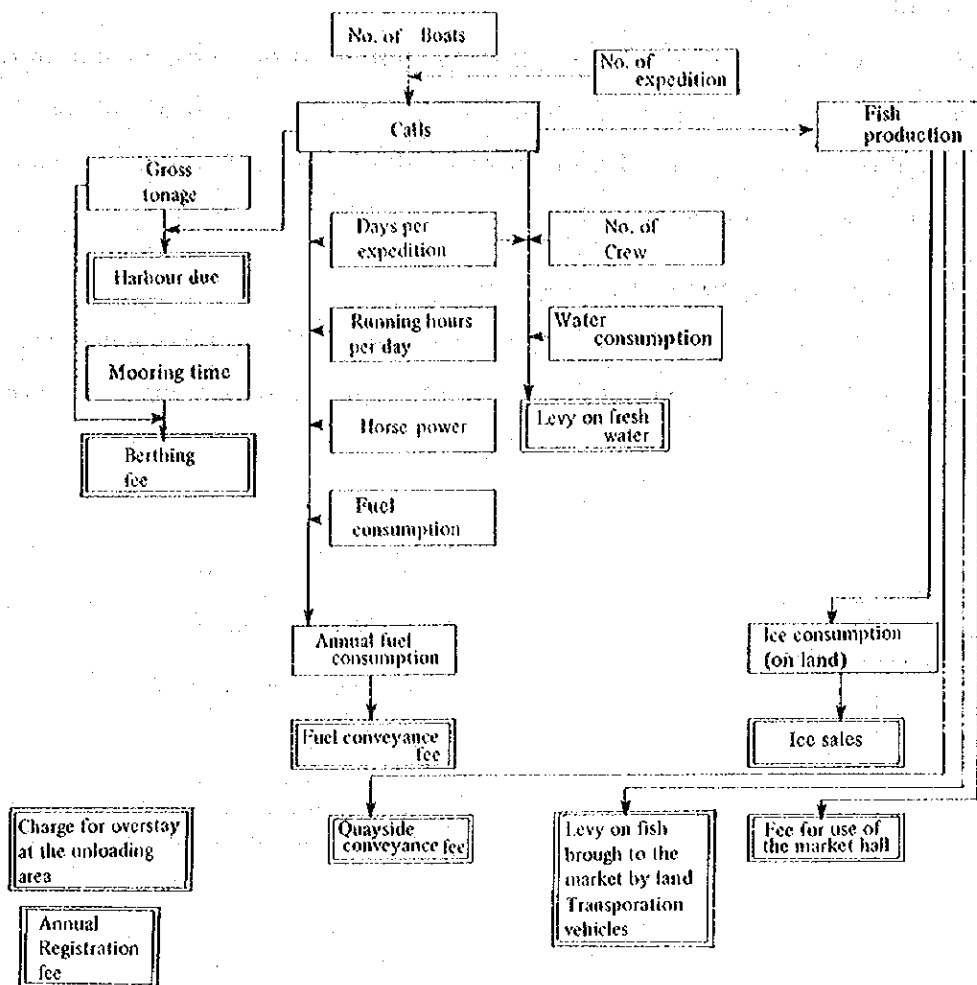 No. of Boats
No. of
expedition
Calls
Fish
production
Gross
tonage
Days per
expedition
No. of
Crew
Harbour due
Running hours
per day
Water
consumption
Mooring time
Horse power
Levy on fresh
water
Berthing
fee
Fuel
consumption
Annual fuel
consumption
Ice consumption
(on land)
Fuel conveyance
fee
Ice sales
Charge for overstay
at the unloading
area
Quayside
conveyance fee
Levy on fish
brough to the
market by land
Transporation
vehicles
Fee for use of
the market hall
Annual
Registration
fee